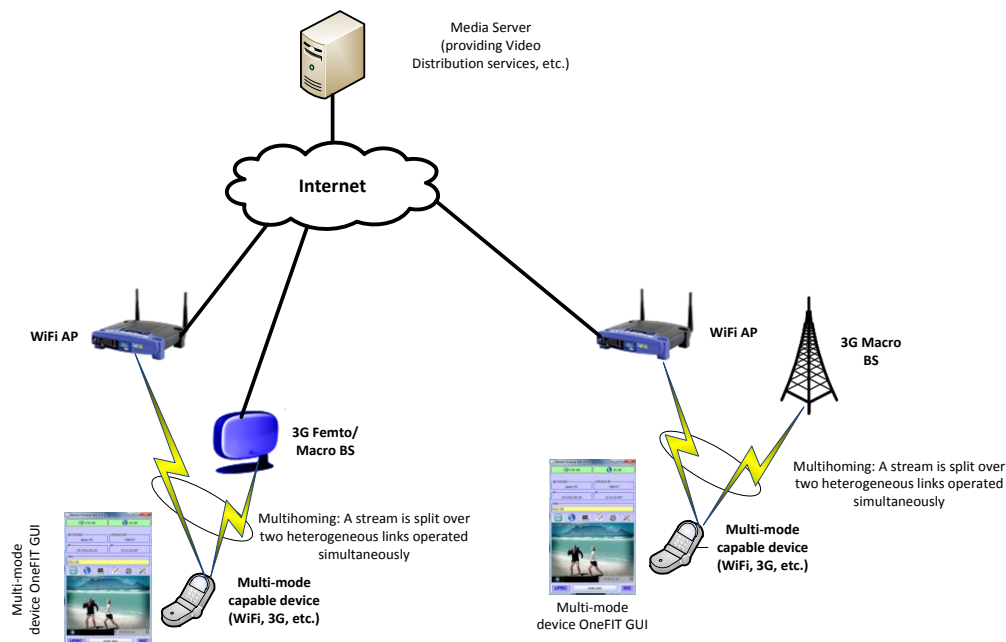 Media Server
(providing Video
Distribution services, etc.)
Internet
WiFi AP
WiFi AP
3G Macro
BS
3G Femto/
Macro BS
Multihoming: A stream is split over
two heterogeneous links operated
simultaneously
Multihoming: A stream is split over
two heterogeneous links operated
simultaneously
Multi-mode
device OneFIT GUI
Multi-mode
capable device
(WiFi, 3G, etc.)
Multi-mode
capable device
(WiFi, 3G, etc.)
Multi-mode
device OneFIT GUI